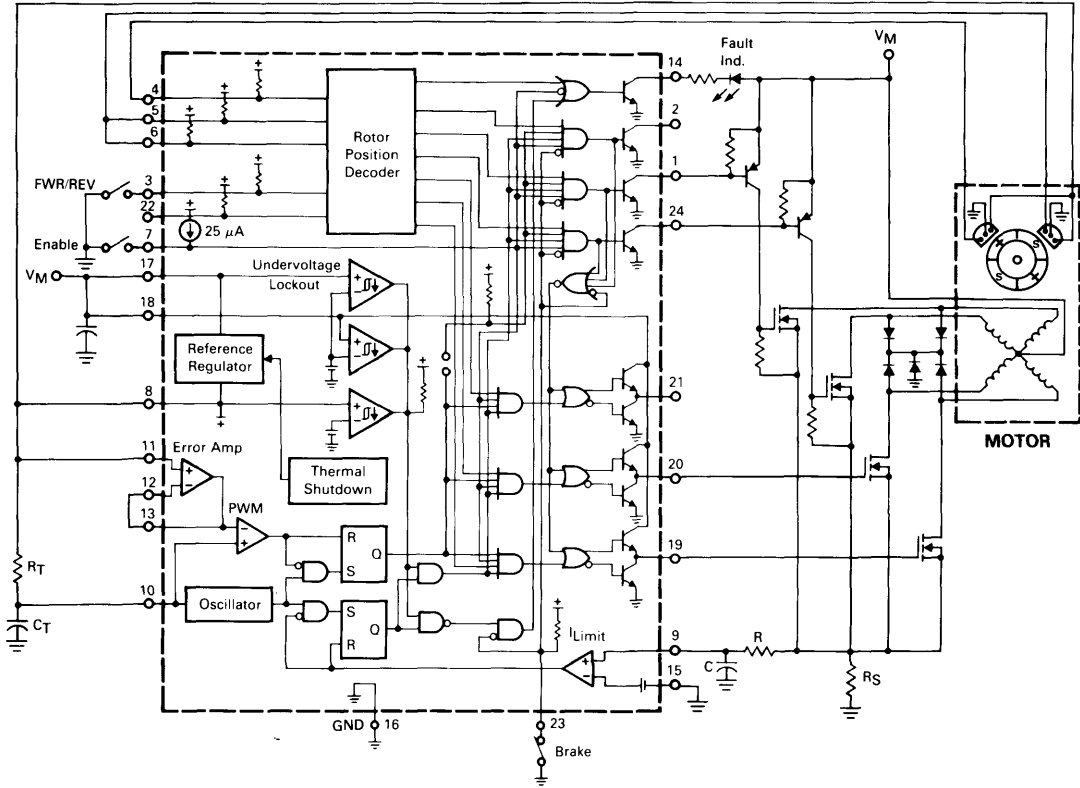 14
Fault
Ind.
VM
4
5
6
Rotor
Position
Decoder
2
1
24
FWR/REV
3
22
25 μA
Enable
7
VM
17
Undervoltage
Lockout
18
Reference
Regulator
8
21
11
Error Amp
Thermal
Shutdown
12
13
PWM
20
19
R
Q
S
RT
10
Oscillator
CT
S
Q
R
ILimit
9
R
C
15
RS
GND
16
23
Brake
S
S
MOTOR